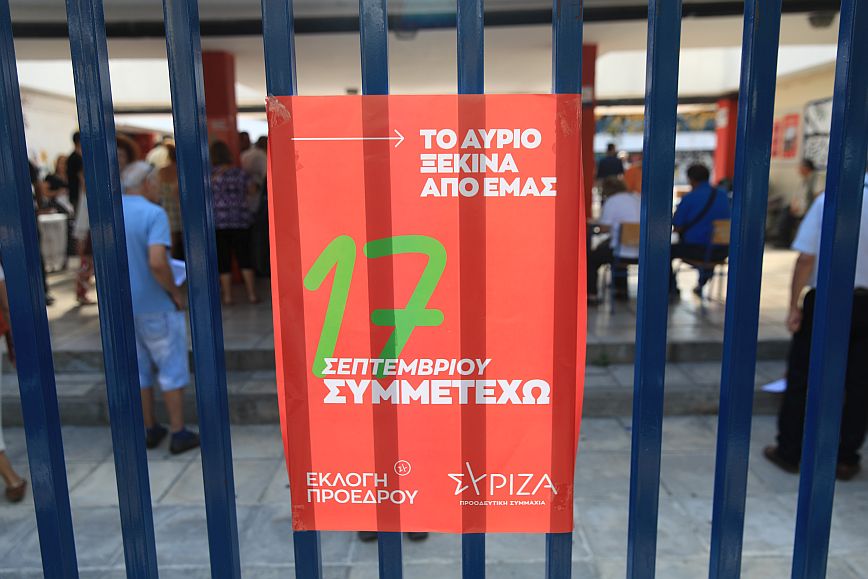 ΤΟ ΑΥΡΙΟ
ΞΕΚΙΝΑ
ΑΠΟ ΕΜΑΣ
17
ΣΕΠΤΕΜΒΡΙΟΥ
ΣΥΜΜΕΤΕΧΩ
ΕΚΛΟΓΗ
ΠΡΟΕΔΡΟΥ
ΣΥΡΙΖΑ
ΠΡΟΟΔΕΥΤΙΚΗ ΣΥΜΜΑΧΙΑ